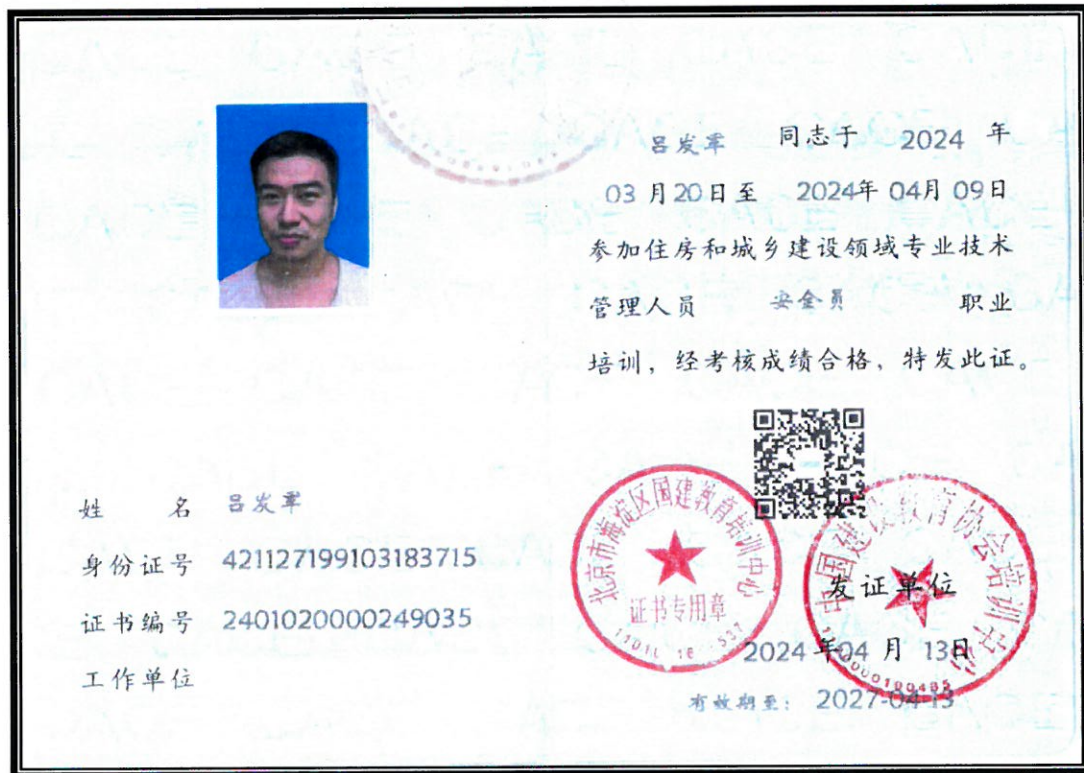 吕发军 同志于 2024 年
03 月 20 日至 2024年 04月 09日
参加住房和城乡建设领域专业技术
管理人员 安全员 职业
培训，经考核成绩合格，特发此证。
姓 名 吕发军
身份证号 421127199103183715
证书编号 2401020000249035
工作单位
北京市海淀区国建教育培训中心
证书专用章
中国建设教育协会培训中心
发证单位
2024 年04 月 13日
有效期至： 2027-04-13